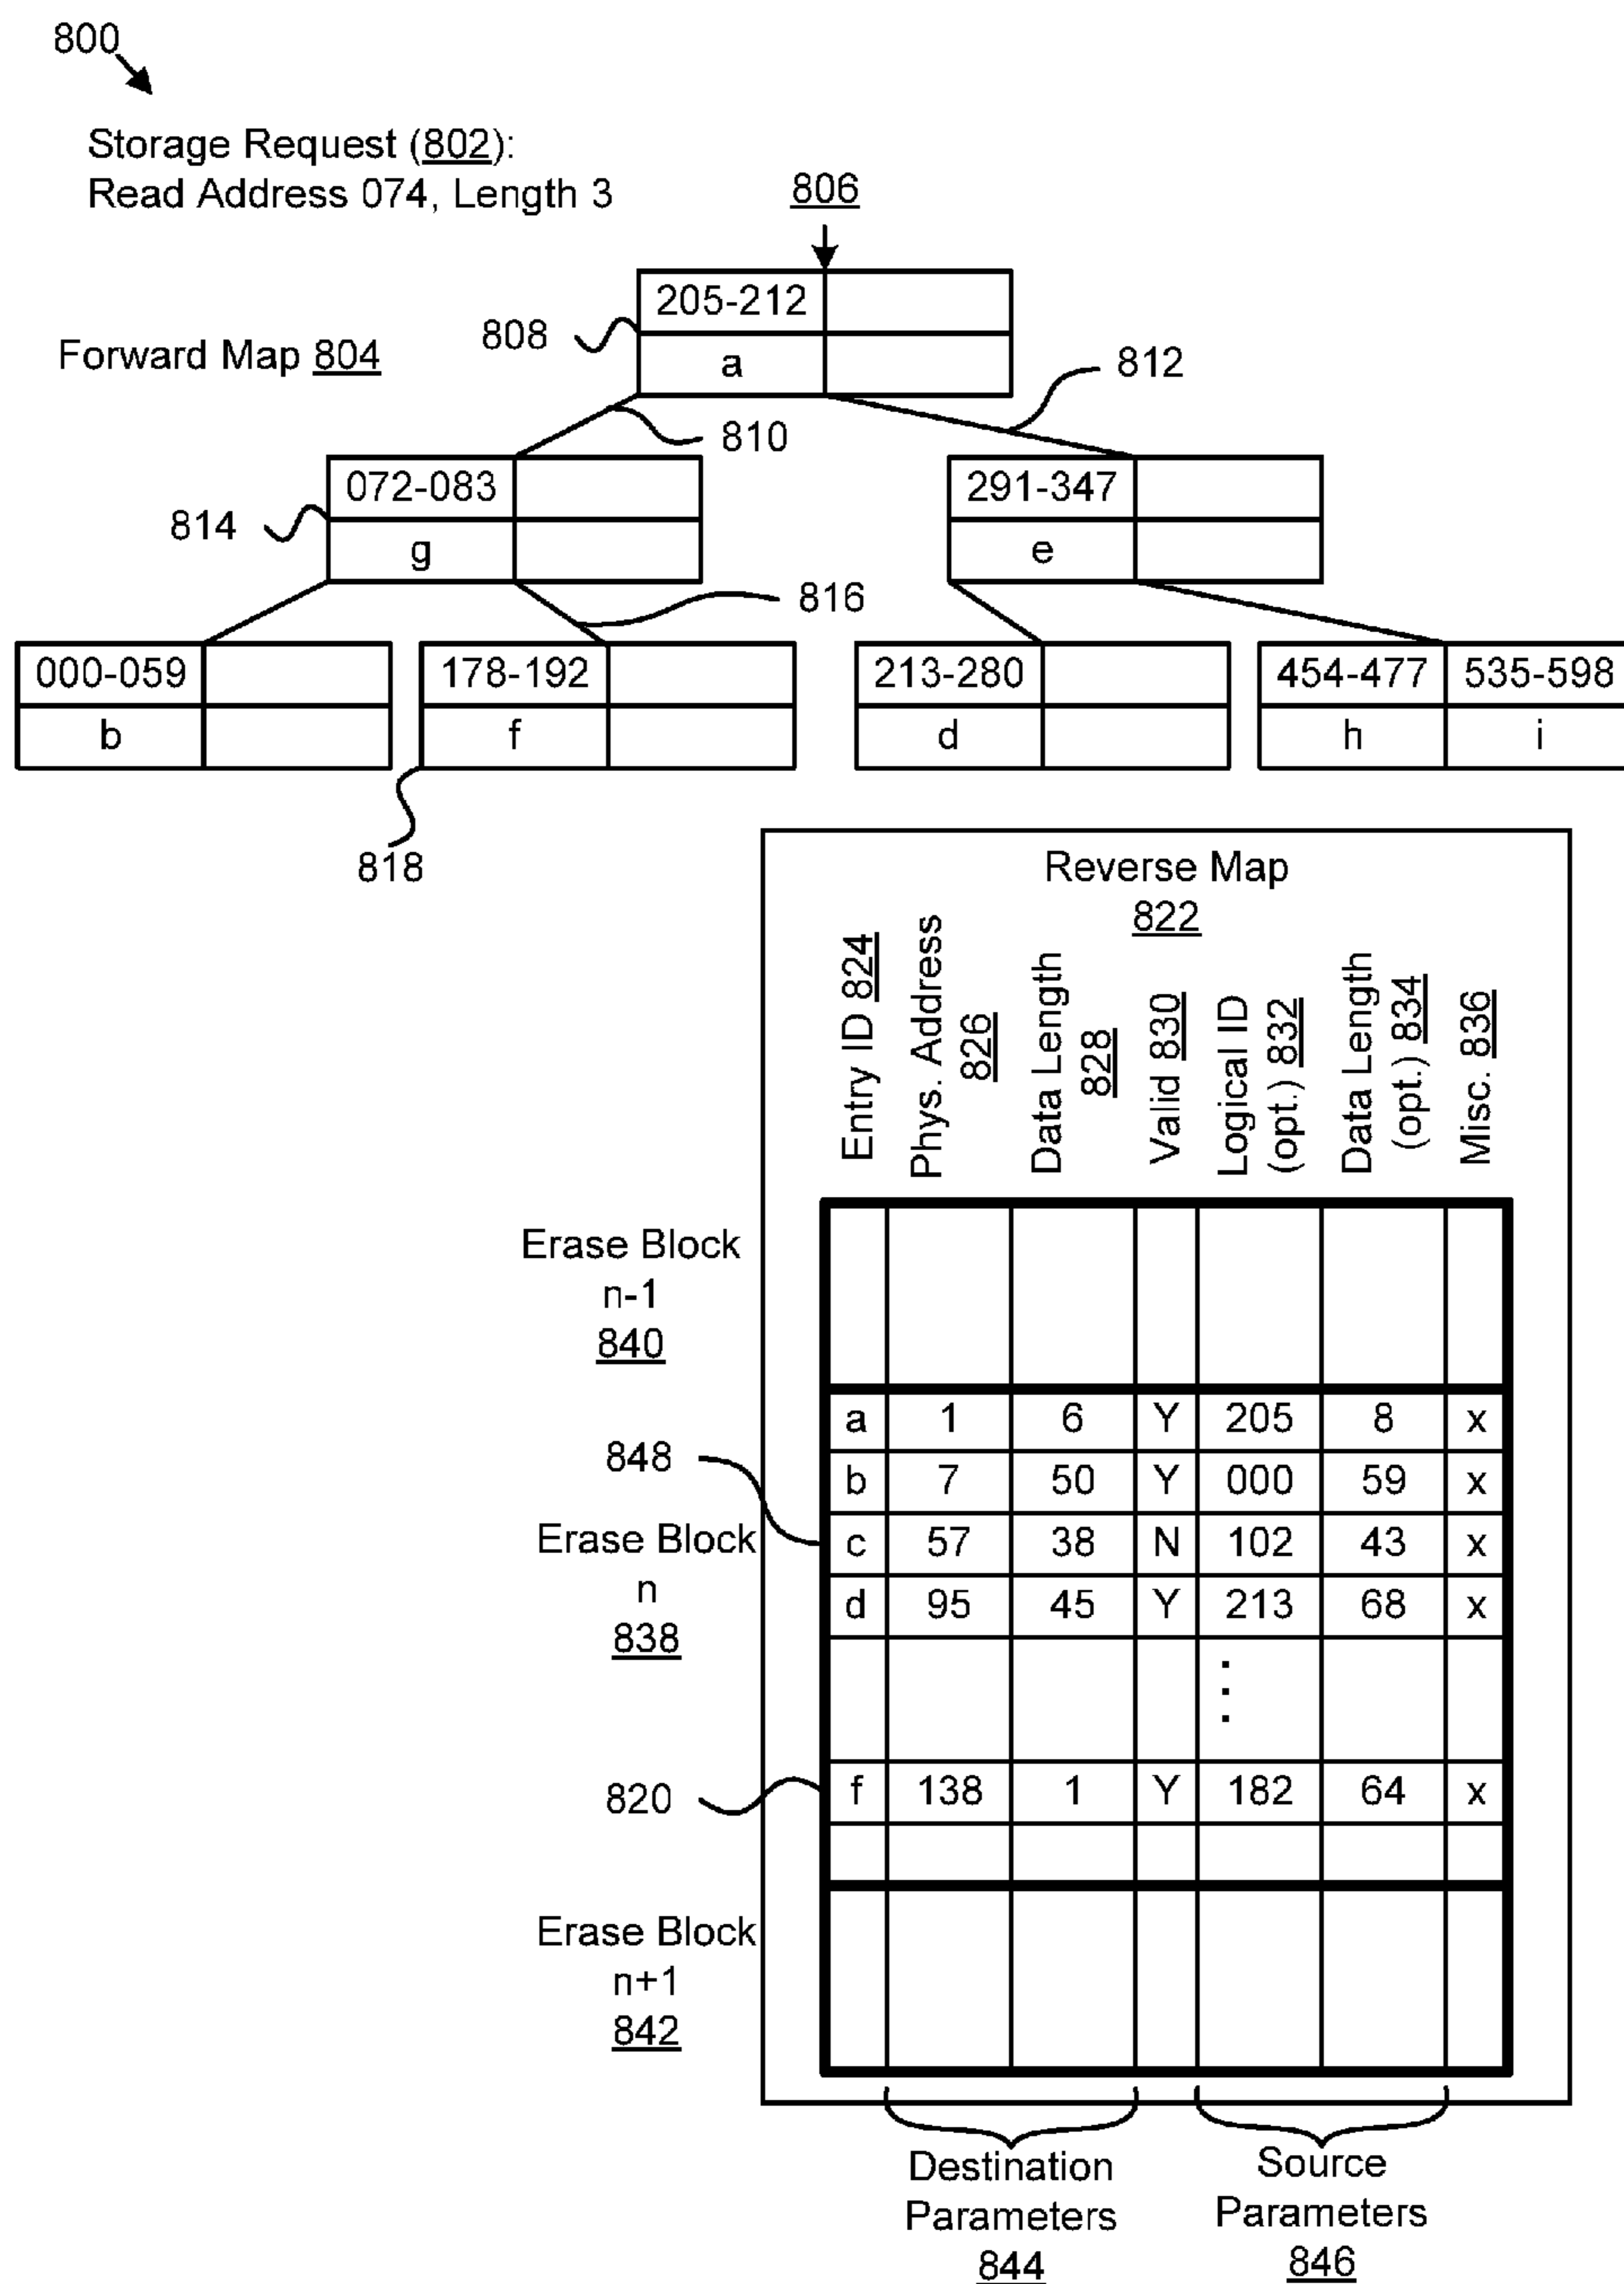 800
Storage Request (802):
Read Address 074, Length 3
806
205-212
808
Forward Map 804
a
812
810
072-083
291-347
814
g
e
816
000-059
178-192
213-280
454-477 535-598
b
f
d
h i
818
Reverse Map
822
Entry ID 824
Phys. Address
826
Data Length
828
Valid 830
Logical ID
(opt.) 832
Data Length
(opt.) 834
Misc. 836
Erase Block
n-1
840
a 1 6 Y 205 8 x
848
b 7 50 Y 000 59 x
Erase Block
n
838
c 57 38 N 102 43 x
d 95 45 Y 213 68 x
⋮
820
f 138 1 Y 182 64 x
Erase Block
n+1
842
Destination
Parameters
844
Source
Parameters
846